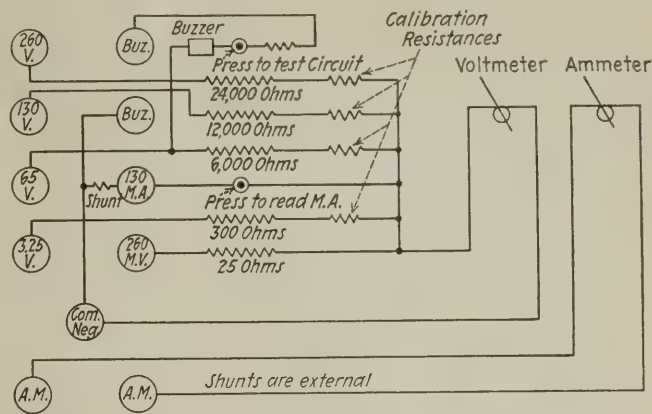 Calibration
Resistances
Buzzer
260
V.
Buz.
Press to test Circuit
24,000 Ohms
Voltmeter
Ammeter
130
V.
Buz.
12,000 Ohms
65
V.
6,000 Ohms
Shunt
130
M.A.
Press to read M.A.
3,25
V.
300 Ohms
260
M.V.
25 Ohms
Com.
Neg.
A.M.
A.M.
Shunts are external